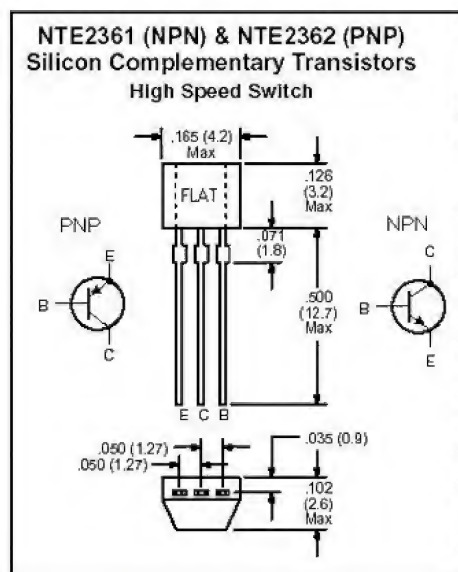 NTE2361 (NPN) & NTE2362 (PNP)
Silicon Complementary Transistors
High Speed Switch
.165 (4.2)
Max
.126
(3.2)
Max
FLAT
PNP
.071
(1.8)
NPN
E
B
C
.500
(12.7)
Max
C
B
E
E C B
.050 (1.27)
.050 (1.27)
.035 (0.9)
.102
(2.6)
Max